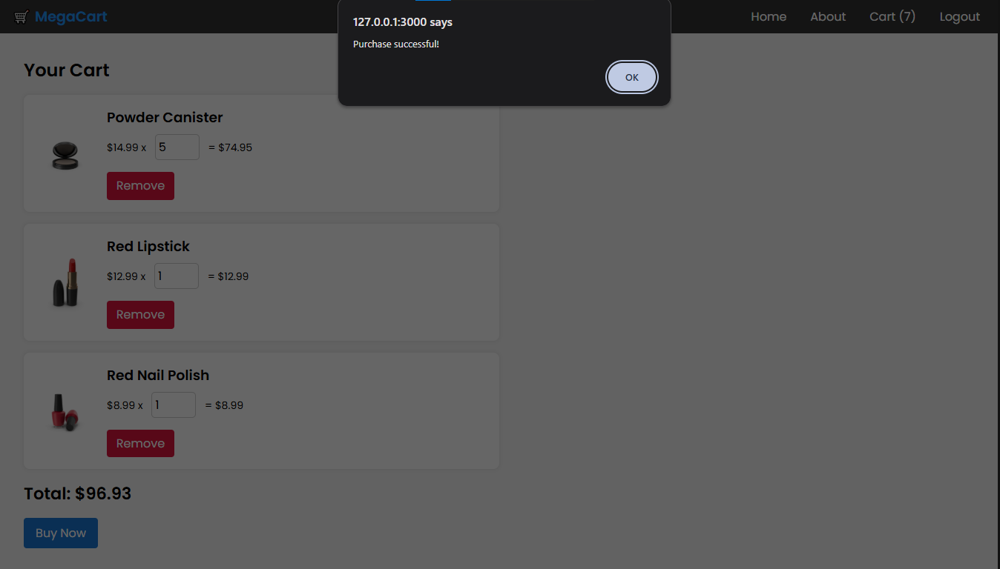 MegaCart
Home About Cart (7) Logout
127.0.0.1:3000 says
Purchase successful!
OK
Your Cart
Powder Canister
$14.99 x 5 = $74.95
Remove
Red Lipstick
$12.99 x 1 = $12.99
Remove
Red Nail Polish
$8.99 x 1 = $8.99
Remove
Total: $96.93
Buy Now